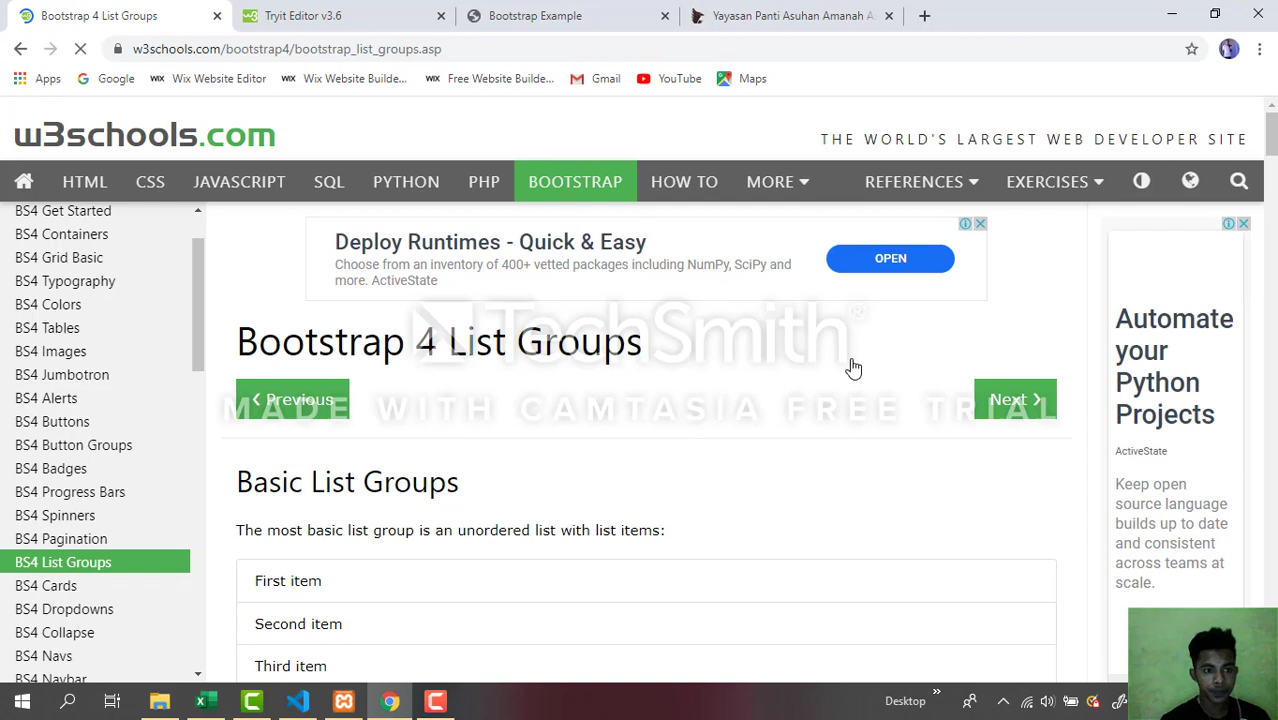 Bootstrap 4 List Groups
Tryit Editor v3.6
Bootstrap Example
Yayasan Panti Asuhan Amanah A
w3schools.com/bootstrap4/bootstrap_list_groups.asp
Apps
Google
WIX Wix Website Editor
WIX Wix Website Builde...
WIX Free Website Builde...
Gmail
YouTube
Maps
w3schools.com
THE WORLD'S LARGEST WEB DEVELOPER SITE
HTML
CSS
JAVASCRIPT
SQL
PYTHON
PHP
BOOTSTRAP
HOW TO
MORE
REFERENCES
EXERCISES
BS4 Get Started
BS4 Containers
BS4 Grid Basic
BS4 Typography
BS4 Colors
BS4 Tables
BS4 Images
BS4 Jumbotron
BS4 Alerts
BS4 Buttons
BS4 Button Groups
BS4 Badges
BS4 Progress Bars
BS4 Spinners
BS4 Pagination
BS4 List Groups
BS4 Cards
BS4 Dropdowns
BS4 Collapse
BS4 Navs
BS4 Navbar
Deploy Runtimes - Quick & Easy
Choose from an inventory of 400+ vetted packages including NumPy, SciPy and
more. ActiveState
OPEN
TechSmith®
MADE WITH CAMTASIA FREE TRIAL
Bootstrap 4 List Groups
❮ Previous
Next ❯
Basic List Groups
The most basic list group is an unordered list with list items:
First item
Second item
Third item
Automate
your
Python
Projects
ActiveState
Keep open
source language
builds up to date
and consistent
across teams at
scale.
Desktop